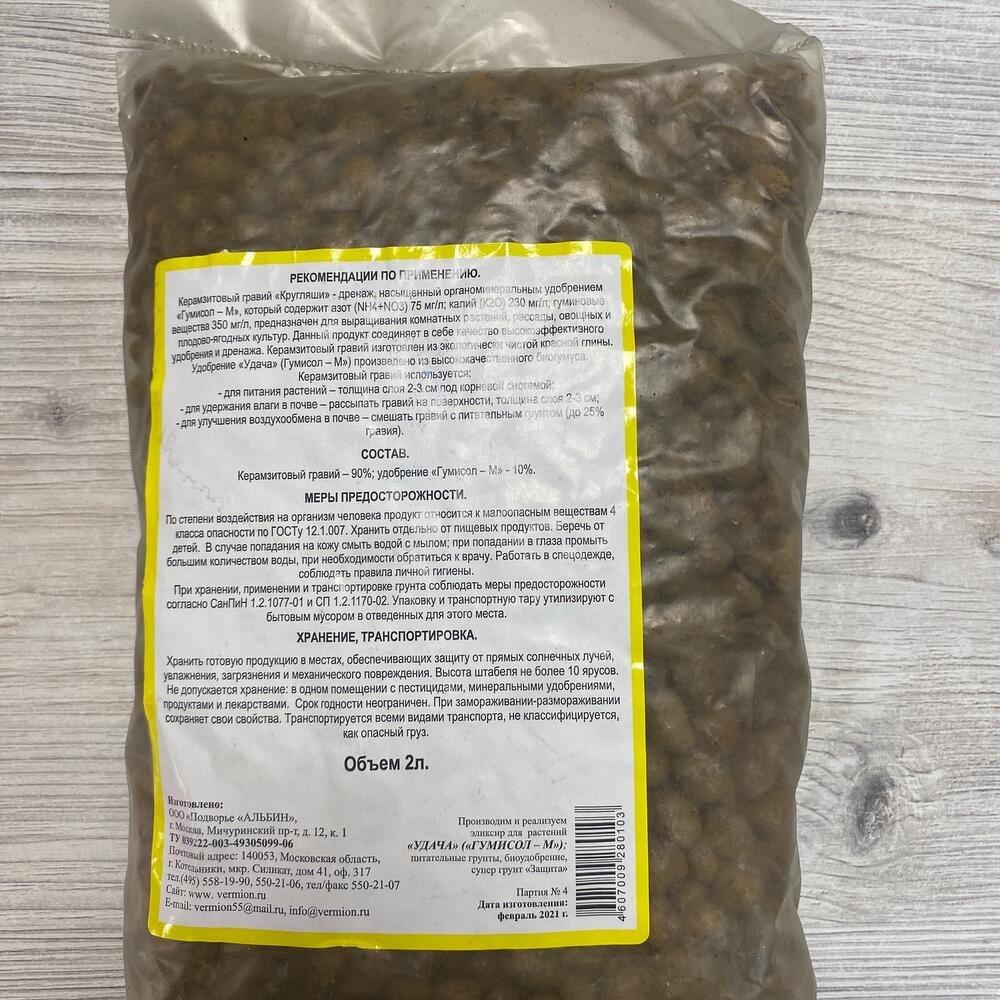 РЕКОМЕНДАЦИИ ПО ПРИМЕНЕНИЮ.
Керамзитовый гравий «Кругляши» - дренаж, насыщенный органоминеральным удобрением
«Гумисол – М», который содержит азот (NH4+NO3) 75 мг/л; калий (К2О) 230 мг/л; гуминовые
вещества 350 мг/л, предназначен для выращивания комнатных растений, рассады, овощных и
плодово-ягодных культур. Данный продукт соединяет в себе качество высокоэффективного
удобрения и дренажа. Керамзитовый гравий изготовлен из экологически чистой красной глины.
Удобрение «Удача» (Гумисол – М») произведено из высококачественного биогумуса.
Керамзитовый гравий используется:
- для питания растений – толщина слоя 2-3 см под корневой системой;
- для удержания влаги в почве – рассыпать гравий на поверхности, толщина слоя 2-3 см;
- для улучшения воздухообмена в почве – смешать гравий с питательным грунтом (до 25%
гравия).
СОСТАВ.
Керамзитовый гравий – 90%; удобрение «Гумисол – М» - 10%.
МЕРЫ ПРЕДОСТОРОЖНОСТИ.
По степени воздействия на организм человека продукт относится к малоопасным веществам 4
класса опасности по ГОСТу 12.1.007. Хранить отдельно от пищевых продуктов. Беречь от
детей. В случае попадания на кожу смыть водой с мылом; при попадании в глаза промыть
большим количеством воды, при необходимости обратиться к врачу. Работать в спецодежде,
соблюдать правила личной гигиены.
При хранении, применении и транспортировке грунта соблюдать меры предосторожности
согласно СанПиН 1.2.1077-01 и СП 1.2.1170-02. Упаковку и транспортную тару утилизируют с
бытовым мусором в отведенных для этого места.
ХРАНЕНИЕ, ТРАНСПОРТИРОВКА.
Хранить готовую продукцию в местах, обеспечивающих защиту от прямых солнечных лучей,
увлажнения, загрязнения и механического повреждения. Высота штабеля не более 10 ярусов.
Не допускается хранение: в одном помещении с пестицидами, минеральными удобрениями,
продуктами и лекарствами. Срок годности неограничен. При замораживании-размораживании
сохраняет свои свойства. Транспортируется всеми видами транспорта, не классифицируется,
как опасный груз.
Объем 2л.
Изготовлено:
ООО «Подворье «АЛЬБИН»,
г. Москва, Мичуринский пр-т, д. 12, к. 1
ТУ 039222-003-49305099-06
Почтовый адрес: 140053, Московская область,
г. Котельники, мкр. Силикат, дом 41, оф. 317
тел.(495) 558-19-90, 550-21-06, тел/факс 550-21-07
Сайт: www. vermion.ru
E-mail: vermion55@mail.ru, info@vermion.ru
Производим и реализуем
эликсир для растений
«УДАЧА» («ГУМИСОЛ – М»);
питательные грунты, биоудобрение,
супер грунт «Защита»
Партия № 4
Дата изготовления:
февраль 2021 г.
4 607009 280103